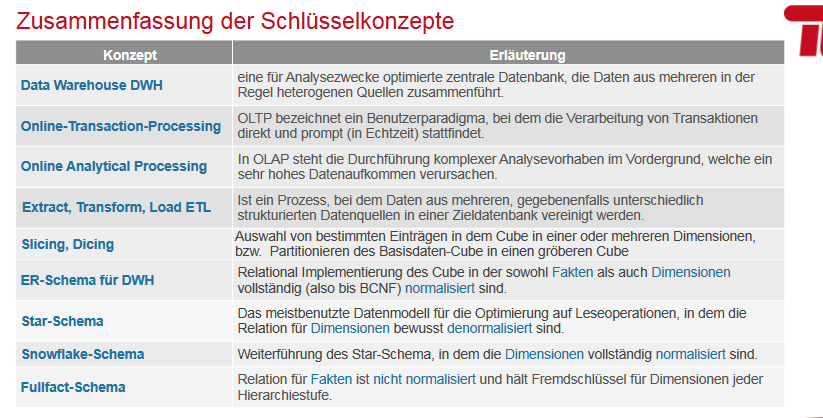 Zusammenfassung der Schlüsselkonzepte
Konzept Erläuterung
Data Warehouse DWH
eine für Analysezwecke optimierte zentrale Datenbank, die Daten aus mehreren in der
Regel heterogenen Quellen zusammenführt.
Online-Transaction-Processing
OLTP bezeichnet ein Benutzerparadigma, bei dem die Verarbeitung von Transaktionen
direkt und prompt (in Echtzeit) stattfindet.
Online Analytical Processing
In OLAP steht die Durchführung komplexer Analysevorhaben im Vordergrund, welche ein
sehr hohes Datenaufkommen verursachen.
Extract, Transform, Load ETL
Ist ein Prozess, bei dem Daten aus mehreren, gegebenenfalls unterschiedlich
strukturierten Datenquellen in einer Zieldatenbank vereinigt werden.
Slicing, Dicing
Auswahl von bestimmten Einträgen in dem Cube in einer oder mehreren Dimensionen,
bzw. Partitionieren des Basisdaten-Cube in einen gröberen Cube
ER-Schema für DWH
Relational Implementierung des Cube in der sowohl Fakten als auch Dimensionen
vollständig (also bis BCNF) normalisiert sind.
Star-Schema
Das meistbenutzte Datenmodell für die Optimierung auf Leseoperationen, in dem die
Relation für Dimensionen bewusst denormalisiert sind.
Snowflake-Schema
Weiterführung des Star-Schema, in dem die Dimensionen vollständig normalisiert sind.
Fullfact-Schema
Relation für Fakten ist nicht normalisiert und hält Fremdschlüssel für Dimensionen jeder
Hierarchiestufe.